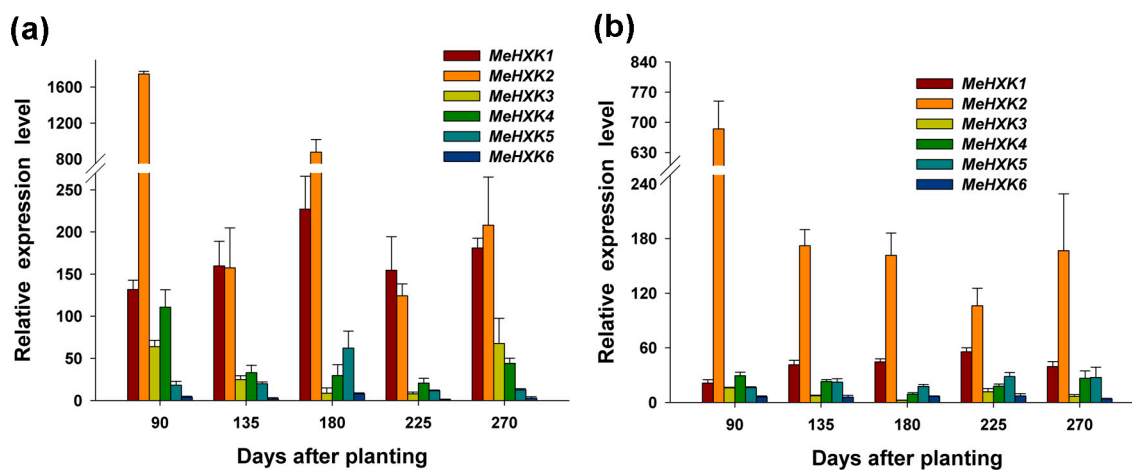 (a)
MeHXK1
MeHXK2
MeHXK3
MeHXK4
MeHXK5
MeHXK6
Relative expression level
1600
1200
800
250
200
150
100
50
0
90 135 180 225 270
Days after planting
(b)
MeHXK1
MeHXK2
MeHXK3
MeHXK4
MeHXK5
MeHXK6
Relative expression level
840
770
700
630
240
180
120
60
0
90 135 180 225 270
Days after planting